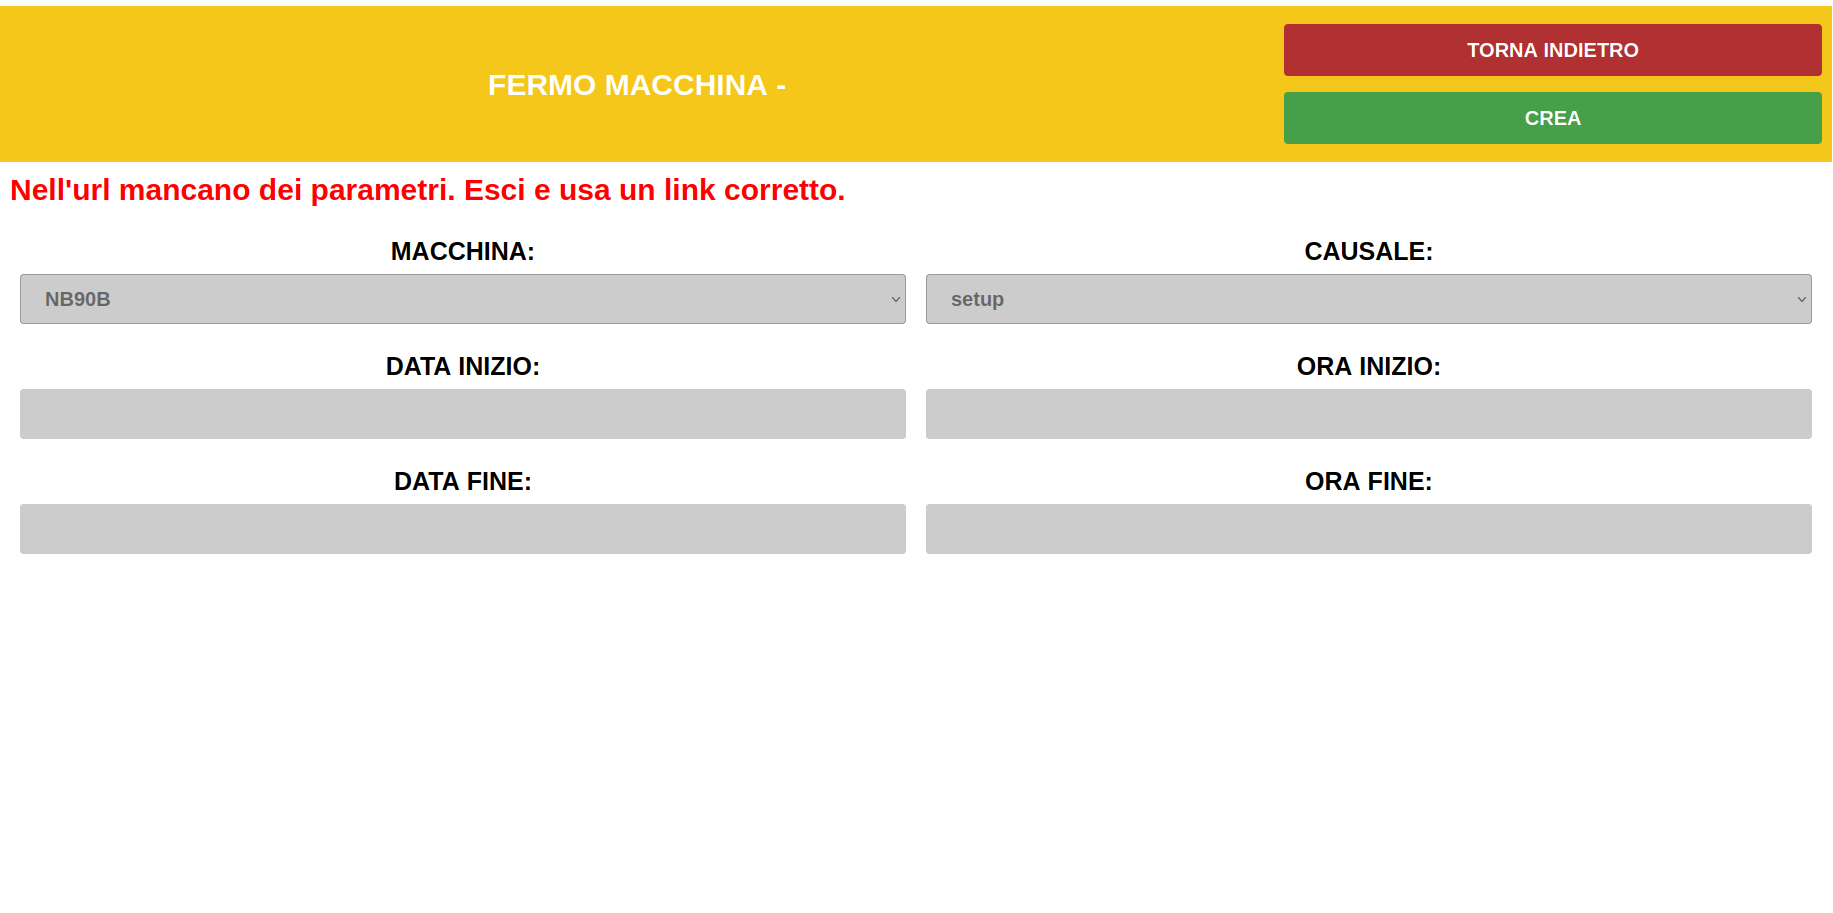 FERMO MACCHINA -
TORNA INDIETRO
CREA
Nell'url mancano dei parametri. Esci e usa un link corretto.
MACCHINA:
CAUSALE:
NB90B
setup
DATA INIZIO:
ORA INIZIO:
DATA FINE:
ORA FINE: